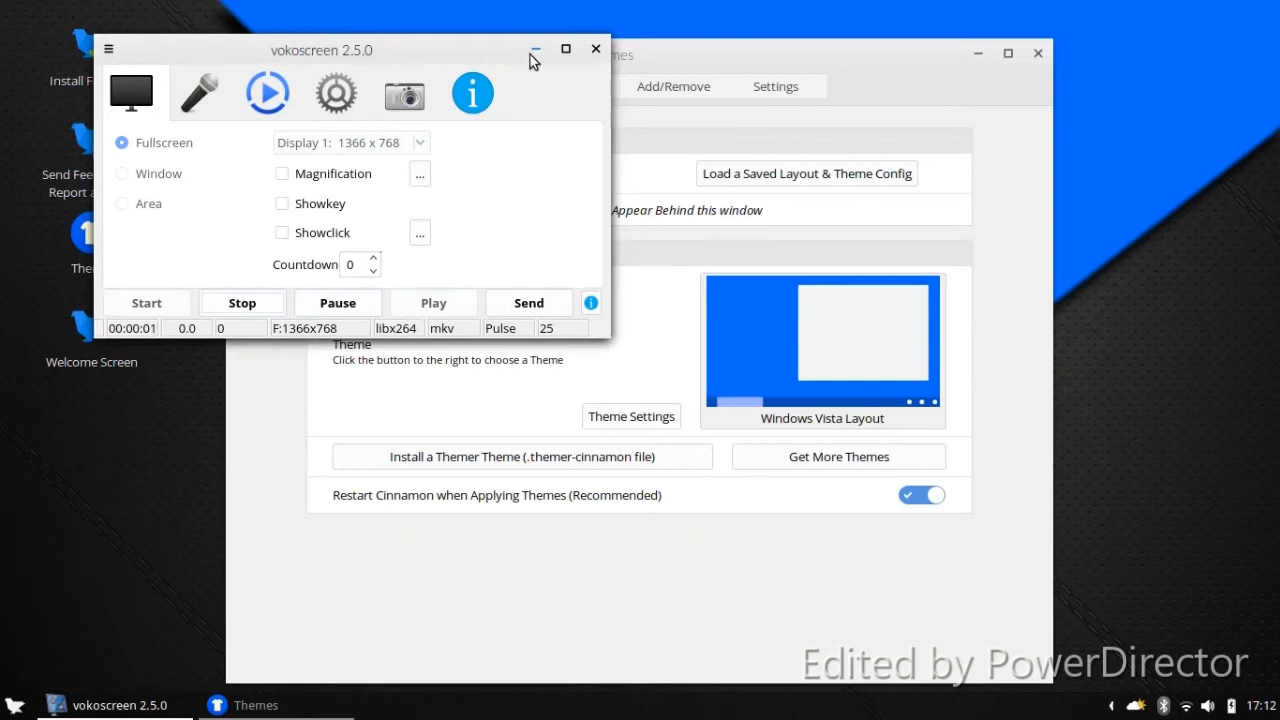 Install F
Send Fee
Report a
The
Welcome Screen
vokoscreen 2.5.0
Fullscreen
Display 1: 1366 x 768
Window
Magnification
...
Area
Showkey
Showclick
...
Countdown
0
Start
Stop
Pause
Play
Send
00:00:01
0.0
0
F:1366x768
libx264
mkv
Pulse
25
mes
Add/Remove
Settings
Load a Saved Layout & Theme Config
Appear Behind this window
Theme
Click the button to the right to choose a Theme
Theme Settings
Windows Vista Layout
Install a Themer Theme (.themer-cinnamon file)
Get More Themes
Restart Cinnamon when Applying Themes (Recommended)
Edited by PowerDirector
vokoscreen 2.5.0
Themes
17:12